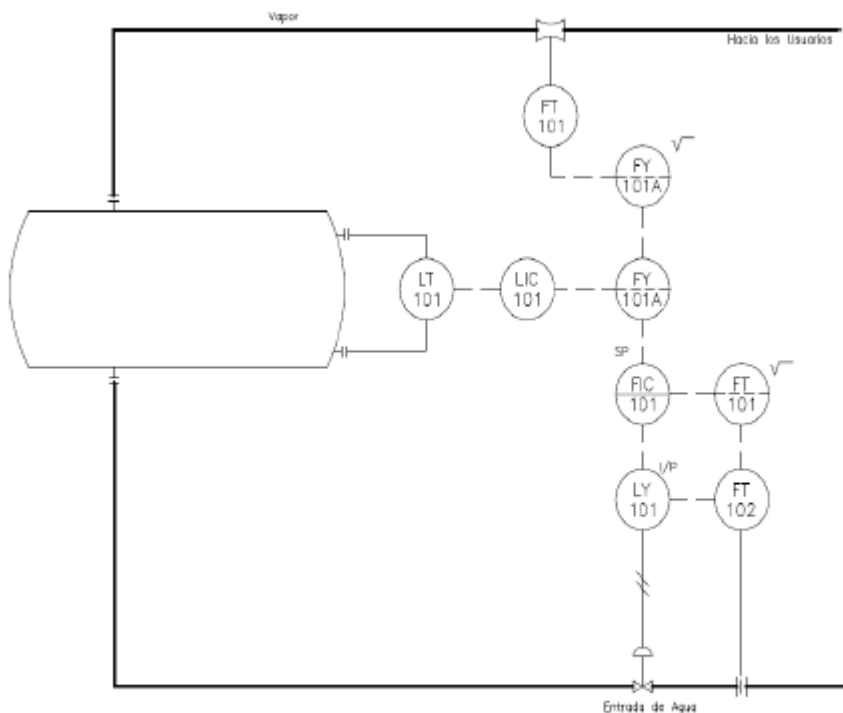 Vapor
Hacia los Usuarios
FT
101
√
FY
101A
LT
101
LIC
101
FY
101A
SP
FIC
101
√
FT
101
I/P
LY
101
FT
102
Entrada de Agua